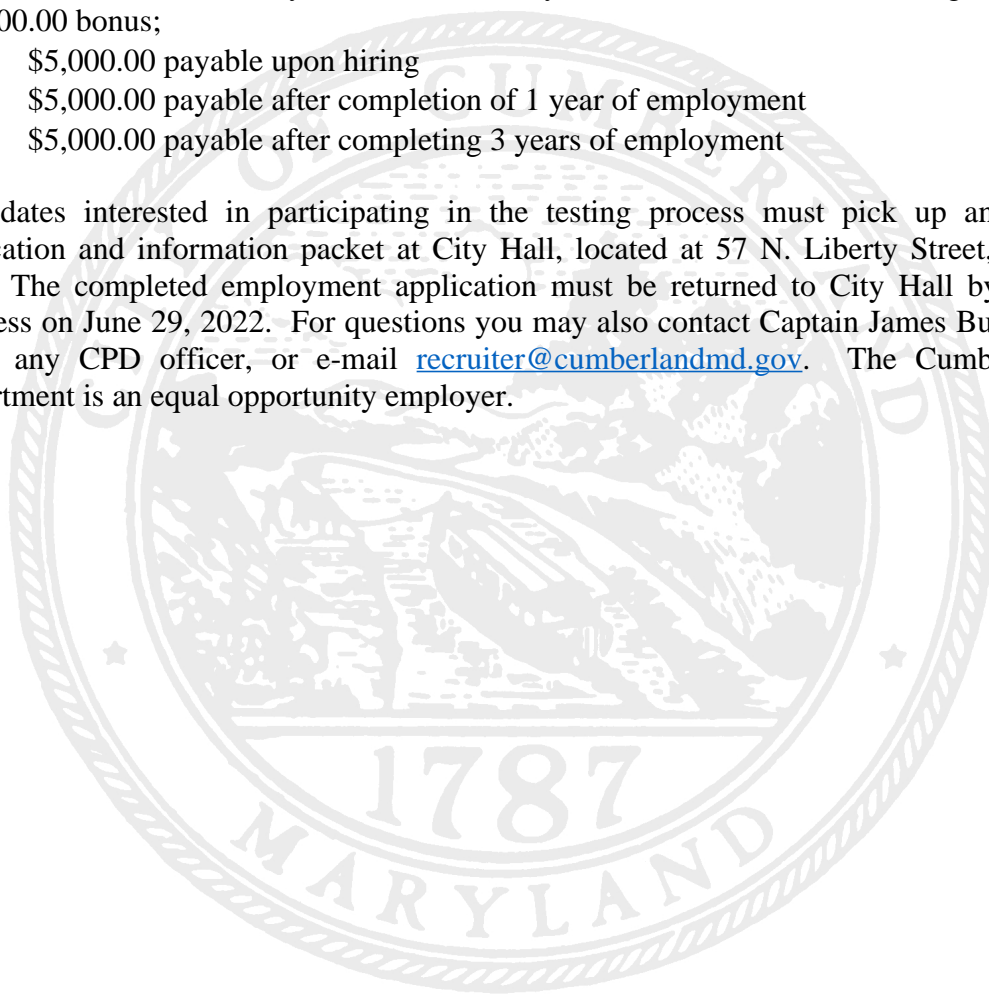 00.00 bonus;
$5,000.00 payable upon hiring
$5,000.00 payable after completion of 1 year of employment
$5,000.00 payable after completing 3 years of employment
dates interested in participating in the testing process must pick up an
cation and information packet at City Hall, located at 57 N. Liberty Street,
The completed employment application must be returned to City Hall by
ess on June 29, 2022. For questions you may also contact Captain James Bu
any CPD officer, or e-mail recruiter@cumberlandmd.gov. The Cumb
rtment is an equal opportunity employer.
CITY OF CUMBERLAND
1787
MARYLAND